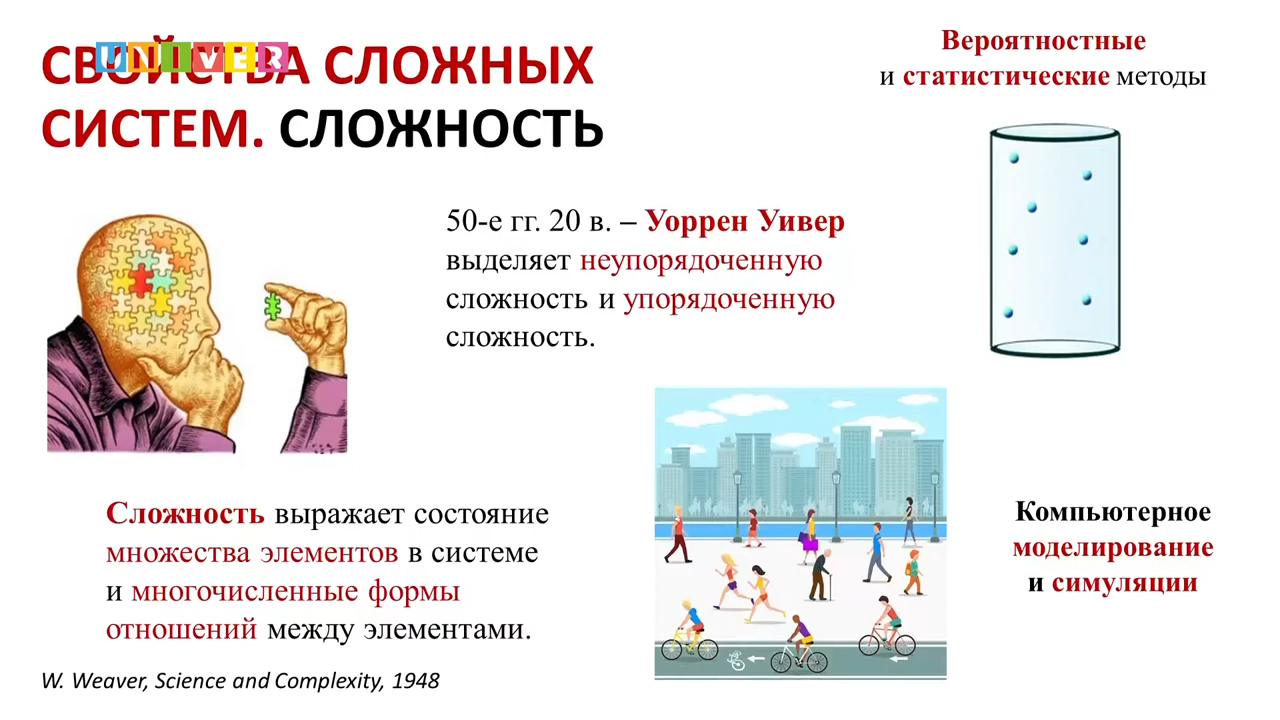 UNIVER
СВОЙСТВА СЛОЖНЫХ
СИСТЕМ. СЛОЖНОСТЬ
Вероятностные
и статистические методы
50-е гг. 20 в. – Уоррен Уивер
выделяет неупорядоченную
сложность и упорядоченную
сложность.
Сложность выражает состояние
множества элементов в системе
и многочисленные формы
отношений между элементами.
Компьютерное
моделирование
и симуляции
W. Weaver, Science and Complexity, 1948